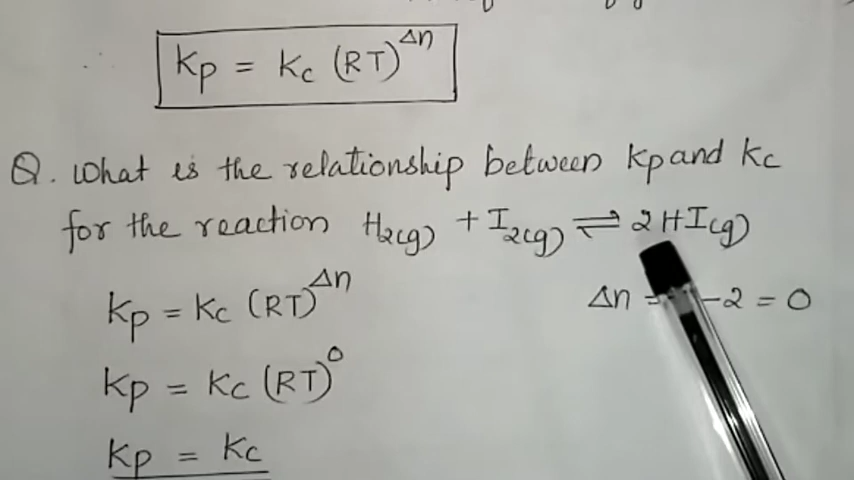 Kp = Kc (RT)^Δn
Q. What is the relationship between Kp and Kc
for the reaction H2(g) + I2(g) ⇌ 2HI(g)
Kp = Kc (RT)^Δn
Δn = -2 = 0
Kp = Kc (RT)^0
Kp = Kc